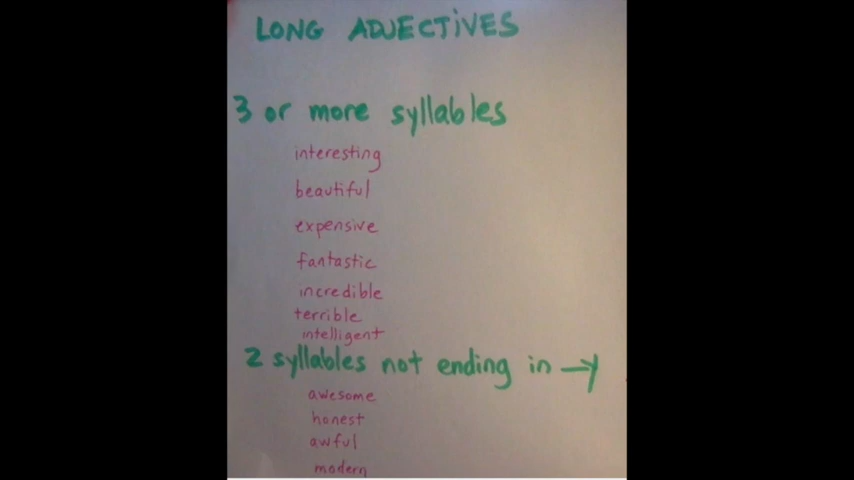 LONG ADJECTIVES
3 or more syllables
interesting
beautiful
expensive
fantastic
incredible
terrible
intelligent
2 syllables not ending in -y
awesome
honest
awful
modern